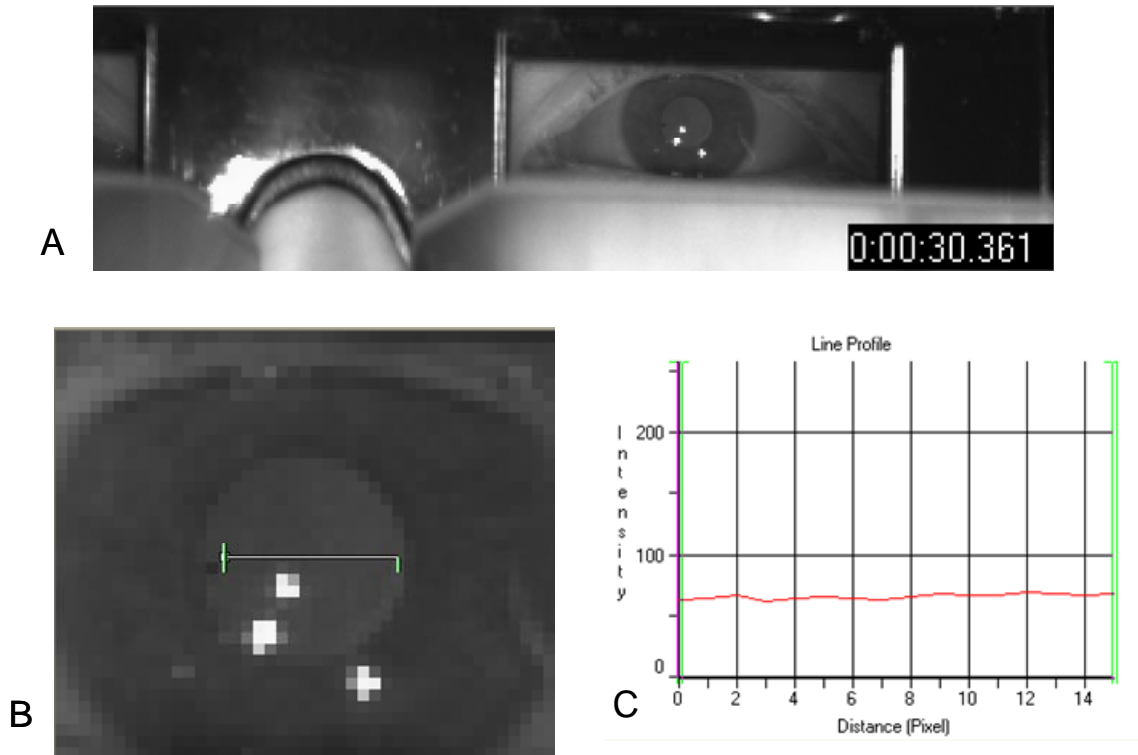 A
0:00:30.361
B
Line Profile
Intensity
200
100
0
0 2 4 6 8 10 12 14
Distance (Pixel)
C